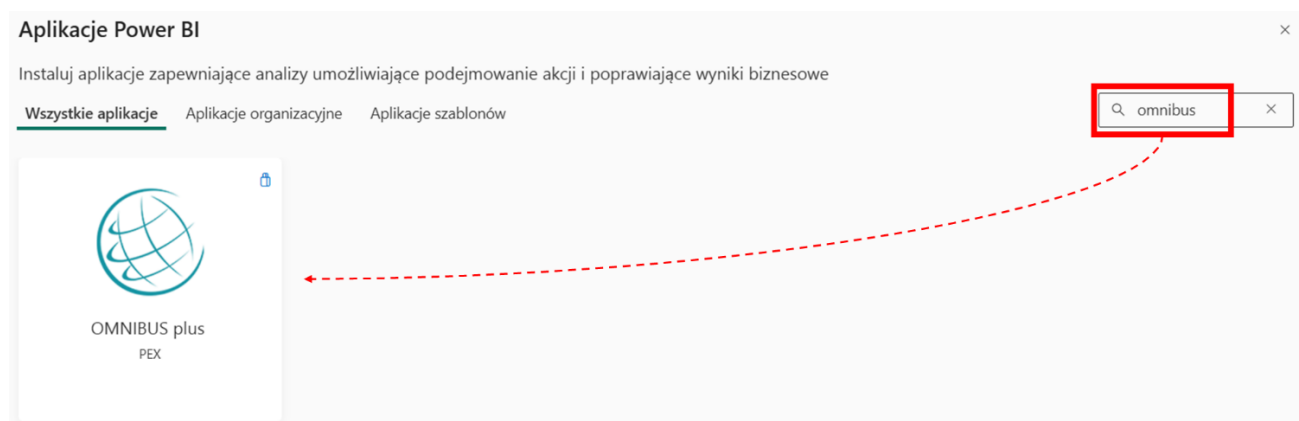 Aplikacje Power BI
Instaluj aplikacje zapewniające analizy umożliwiające podejmowanie akcji i poprawiające wyniki biznesowe
Wszystkie aplikacje Aplikacje organizacyjne Aplikacje szablonów
omnibus
OMNIBUS plus
PEX